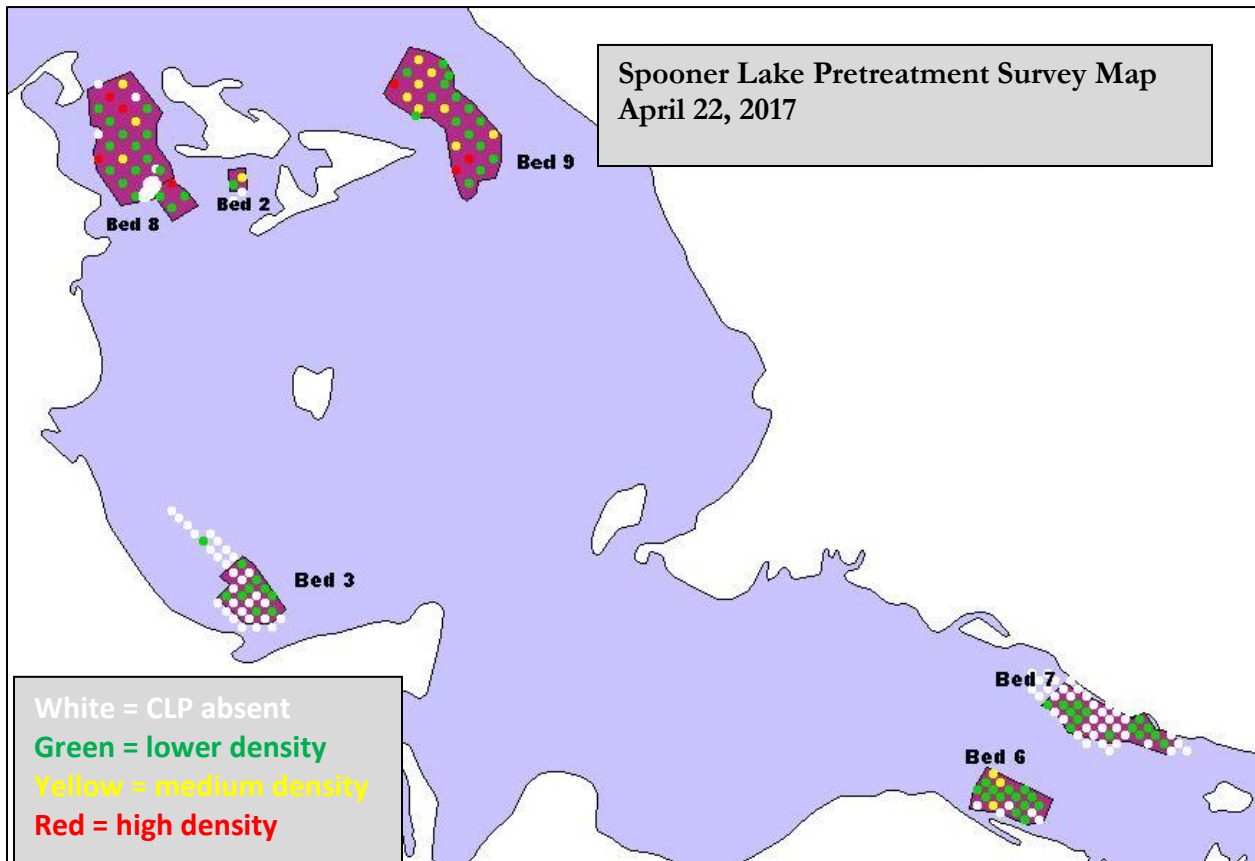 Spooner Lake Pretreatment Survey Map
April 22, 2017
Bed 9
Bed 2
Bed 8
Bed 3
Bed 7
Bed 6
White = CLP absent
Green = lower density
Yellow = medium density
Red = high density